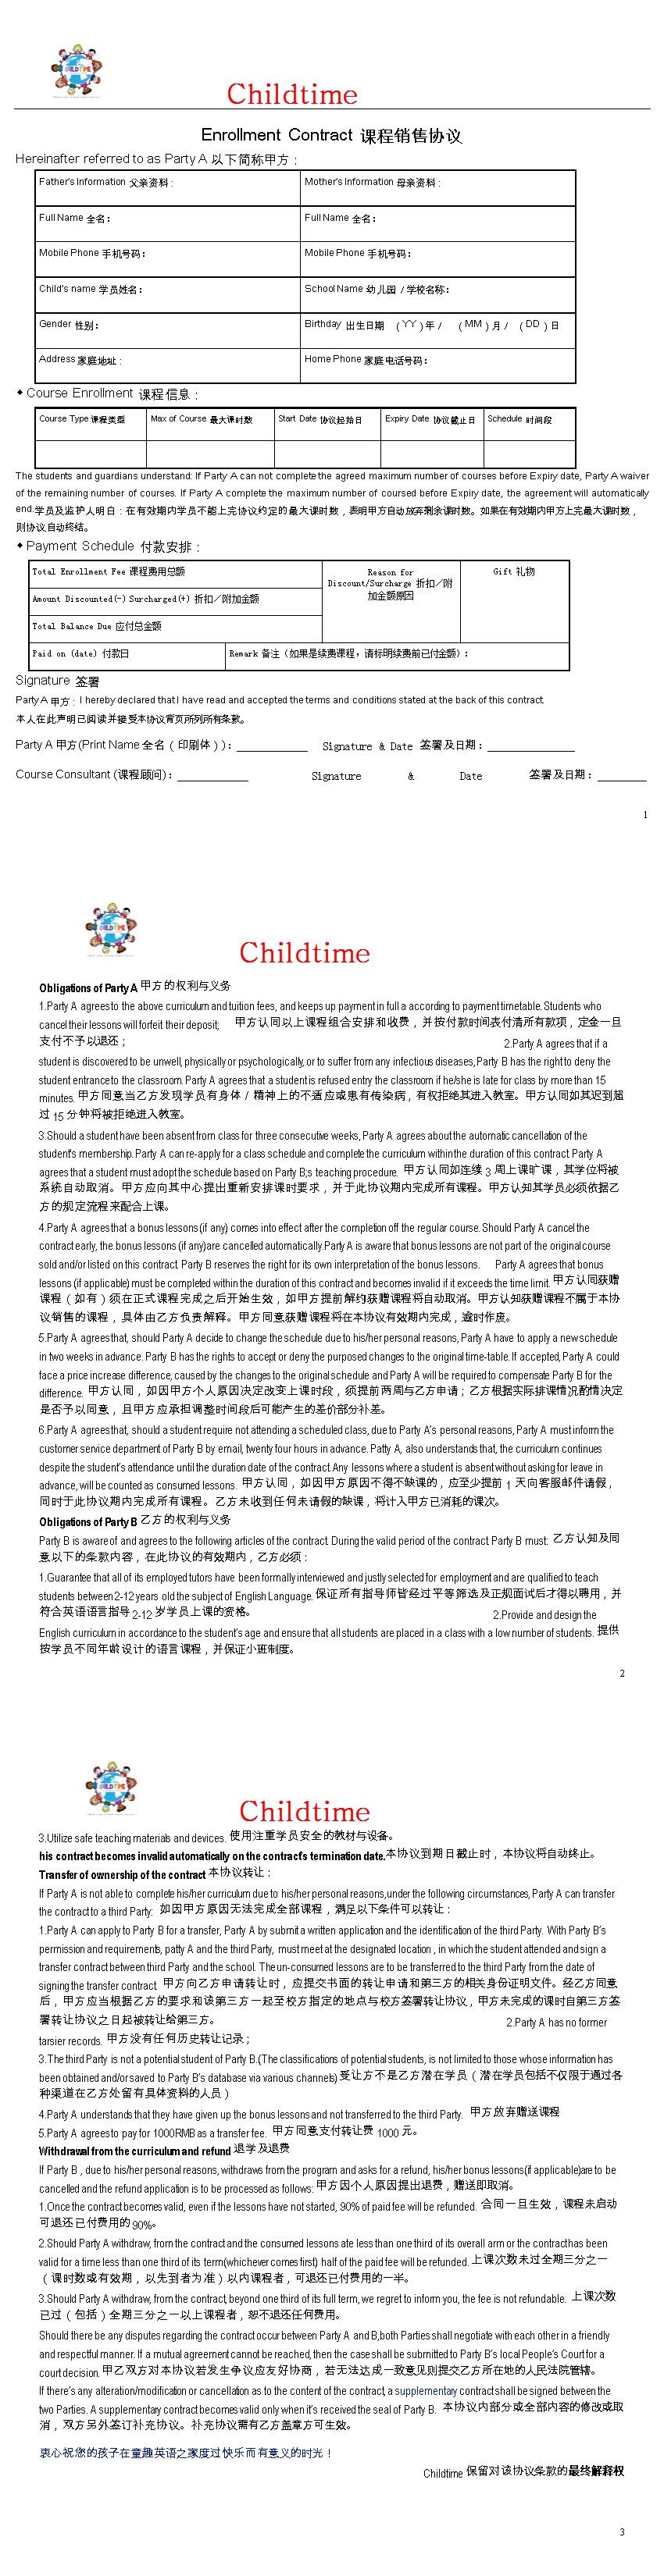 CHILDTIME
Childtime
Enrollment Contract 课程销售协议
Hereinafter referred to as Party A 以下简称甲方：
Father's Information 父亲资料：
Mother's Information 母亲资料：
Full Name 全名：
Full Name 全名：
Mobile Phone 手机号码：
Mobile Phone 手机号码：
Child's name 学员姓名：
School Name 幼儿园 / 学校名称：
Gender 性别：
Birthday 出生日期 （YY）年 / （MM）月 / （DD）日
Address 家庭地址：
Home Phone 家庭电话号码：
◆ Course Enrollment 课程信息：
Course Type 课程类型
Max of Course 最大课时数
Start Date 协议起始日
Expiry Date 协议截止日
Schedule 时间段
The students and guardians understand: If Party A can not complete the agreed maximum number of courses before Expiry date, Party A waiver
of the remaining number of courses. If Party A complete the maximum number of coursed before Expiry date, the agreement will automatically
end.学员及监护人明白：在有效期内学员不能上完协议约定的最大课时数，表明甲方自动放弃剩余课时数。如果在有效期内甲方上完最大课时数，
则协议自动终结。
◆ Payment Schedule 付款安排：
Total Enrollment Fee 课程费用总额
Reason for
Discount/Surcharge 折扣／附
加金额原因
Gift 礼物
Amount Discounted(-) Surcharged(+) 折扣／附加金额
Total Balance Due 应付总金额
Paid on (date) 付款日
Remark 备注（如果是续费课程，请标明续费前已付金额）：
Signature 签署
Party A 甲方：I hereby declared that I have read and accepted the terms and conditions stated at the back of this contract.
本人在此声明已阅读并接受本协议背页所列所有条款。
Party A 甲方(Print Name 全名（印刷体）)：____________ Signature & Date 签署及日期：_______________
Course Consultant (课程顾问)：____________ Signature & Date 签署及日期：________
1
CHILDTIME
Childtime
Obligations of Party A 甲方的权利与义务
1.Party A agrees to the above curriculum and tuition fees, and keeps up payment in full a according to payment timetable. Students who
cancel their lessons will forfeit their deposit; 甲方认同以上课程组合安排和收费，并按付款时间表付清所有款项，定金一旦
支付不予以退还； 2.Party A agrees that if a
student is discovered to be unwell, physically or psychologically, or to suffer from any infectious diseases, Party B has the right to deny the
student entrance to the classroom. Party A agrees that a student is refused entry the classroom if he/she is late for class by more than 15
minutes. 甲方同意当乙方发现学员有身体 / 精神上的不适应或患有传染病，有权拒绝其进入教室。甲方认同如其迟到超
过 15 分钟将被拒绝进入教室。
3.Should a student have been absent from class for three consecutive weeks, Party A agrees about the automatic cancellation of the
student's membership. Party A can re-apply for a class schedule and complete the curriculum within the duration of this contract. Party A
agrees that a student must adopt the schedule based on Party B;s teaching procedure. 甲方认同如连续 3 周上课旷课，其学位将被
系统自动取消。甲方应向其中心提出重新安排课时要求，并于此协议期内完成所有课程。甲方认知其学员必须依据乙
方的规定流程来配合上课。
4.Party A agrees that a bonus lessons (if any) comes into effect after the completion off the regular course. Should Party A cancel the
contract early, the bonus lessons (if any)are cancelled automatically.Party A is aware that bonus lessons are not part of the original course
sold and/or listed on this contract. Party B reserves the right for its own interpretation of the bonus lessons. Party A agrees that bonus
lessons (if applicable) must be completed within the duration of this contract and becomes invalid if it exceeds the time limit. 甲方认同获赠
课程（如有）须在正式课程完成之后开始生效，如甲方提前解约获赠课程将自动取消。甲方认知获赠课程不属于本协
议销售的课程，具体由乙方负责解释。甲方同意获赠课程将在本协议有效期内完成，逾时作废。
5.Party A agrees that, should Party A decide to change the schedule due to his/her personal reasons, Party A have to apply a new schedule
in two weeks in advance. Party B has the rights to accept or deny the purposed changes to the original time-table. If accepted, Party A could
face a price increase difference, caused by the changes to the original schedule and Party A will be required to compensate Party B for the
difference. 甲方认同，如因甲方个人原因决定改变上课时段，须提前两周与乙方申请；乙方根据实际排课情况酌情决定
是否予以同意，且甲方应承担调整时间段后可能产生的差价部分补差。
6.Party A agrees that, should a student require not attending a scheduled class, due to Party A's personal reasons, Party A must inform the
customer service department of Party B by email, twenty four hours in advance. Patty A, also understands that, the curriculum continues
despite the student's attendance until the duration date of the contract. Any lessons where a student is absent without asking for leave in
advance, will be counted as consumed lessons. 甲方认同，如因甲方原因不得不缺课的，应至少提前 1 天向客服邮件请假，
同时于此协议期内完成所有课程。乙方未收到任何未请假的缺课，将计入甲方已消耗的课次。
Obligations of Party B 乙方的权利与义务
Party B is aware of and agrees to the following articles of the contract. During the valid period of the contract. Party B must: 乙方认知及同
意以下的条款内容，在此协议的有效期内，乙方必须：
1.Guarantee that all of its employed tutors have been formally interviewed and justly selected for employment and are qualified to teach
students between 2-12 years old the subject of English Language. 保证所有指导师皆经过平等筛选及正规面试后才得以聘用，并
符合英语语言指导 2-12 岁学员上课的资格。 2.Provide and design the
English curriculum in accordance to the student's age and ensure that all students are placed in a class with a low number of students. 提供
按学员不同年龄设计的语言课程，并保证小班制度。
2
CHILDTIME
Childtime
3.Utilize safe teaching materials and devices. 使用注重学员安全的教材与设备。
his contract becomes invalid automatically on the contract's termination date.本协议到期日截止时，本协议将自动终止。
Transfer of ownership of the contract 本协议转让：
If Party A is not able to complete his/her curriculum due to his/her personal reasons,under the following circumstances, Party A can transfer
the contract to a third Party: 如因甲方原因无法完成全部课程，满足以下条件可以转让：
1.Party A can apply to Party B for a transfer, Party A by submit a written application and the identification of the third Party. With Party B's
permission and requirements, patty A and the third Party, must meet at the designated location , in which the student attended and sign a
transfer contract between third Party and the school. The un-consumed lessons are to be transferred to the third Party from the date of
signing the transfer contract. 甲方向乙方申请转让时，应提交书面的转让申请和第三方的相关身份证明文件。经乙方同意
后，甲方应当根据乙方的要求和该第三方一起至校方指定的地点与校方签署转让协议，甲方未完成的课时自第三方签
署转让协议之日起被转让给第三方。 2.Party A has no former
tarsier records. 甲方没有任何历史转让记录；
3.The third Party is not a potential student of Party B.(The classifications of potential students, is not limited to those whose information has
been obtained and/or saved to Party B's database via various channels) 受让方不是乙方潜在学员（潜在学员包括不仅限于通过各
种渠道在乙方处留有具体资料的人员）
4.Party A understands that they have given up the bonus lessons and not transferred to the third Party. 甲方放弃赠送课程
5.Party A agrees to pay for 1000RMB as a transfer fee. 甲方同意支付转让费 1000 元。
Withdrawal from the curriculum and refund 退学及退费
If Party B , due to his/her personal reasons, withdraws from the program and asks for a refund, his/her bonus lessons(if applicable)are to be
cancelled and the refund application is to be processed as follows: 甲方因个人原因提出退费，赠送即取消。
1.Once the contract becomes valid, even if the lessons have not started, 90% of paid fee will be refunded. 合同一旦生效，课程未启动
可退还已付费用的 90%。
2.Should Party A withdraw, from the contract and the consumed lessons ate less than one third of its overall arm or the contract has been
valid for a time less than one third of its term(whichever comes first) half of the paid fee will be refunded. 上课次数未过全期三分之一
（课时数或有效期，以先到者为准）以内课程者，可退还已付费用的一半。
3.Should Party A withdraw, from the contract, beyond one third of its full term, we regret to inform you, the fee is not refundable. 上课次数
已过（包括）全期三分之一以上课程者，恕不退还任何费用。
Should there be any disputes regarding the contract occur between Party A and B,both Parties shall negotiate with each other in a friendly
and respectful manner. If a mutual agreement cannot be reached, then the case shall be submitted to Party B's local People's Court for a
court decision. 甲乙双方对本协议若发生争议应友好协商，若无法达成一致意见则提交乙方所在地的人民法院管辖。
If there's any alteration/modification or cancellation as to the content of the contract, a supplementary contract shall be signed between the
two Parties. A supplementary contract becomes valid only when it's received the seal of Party B. 本协议内部分或全部内容的修改或取
消，双方另外签订补充协议。补充协议需有乙方盖章方可生效。
衷心祝您的孩子在童趣英语之家度过快乐而有意义的时光！
Childtime 保留对该协议条款的最终解释权
3